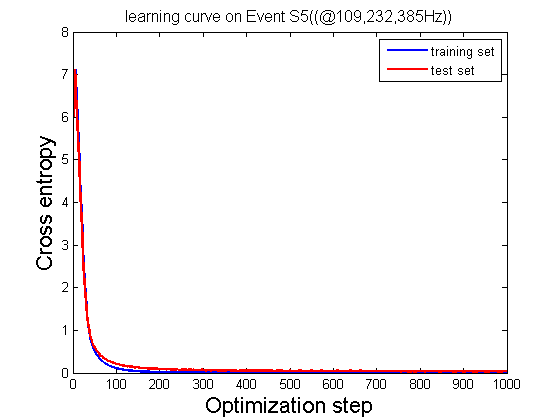 learning curve on Event S5((@109,232,385Hz))
8
7
6
5
4
3
2
1
0
Cross entropy
training set
test set
0 100 200 300 400 500 600 700 800 900 1000
Optimization step